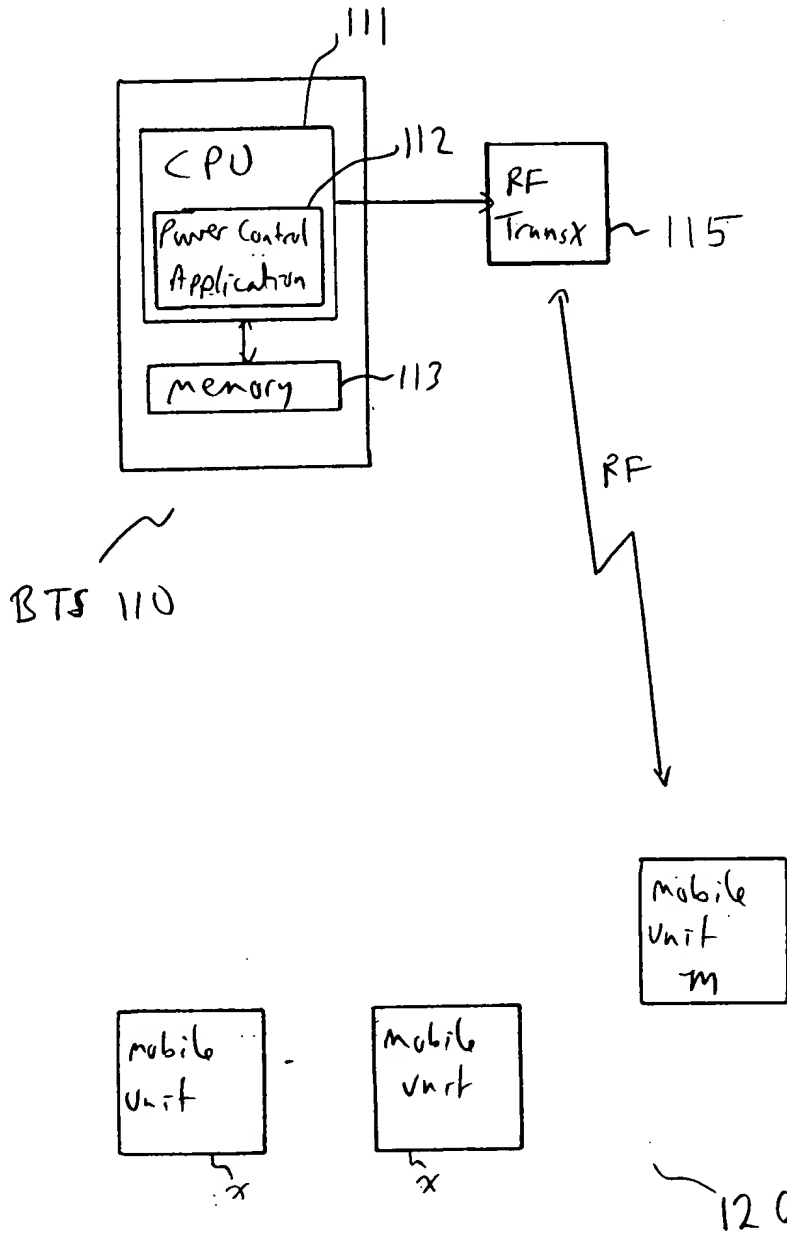 111
CPU
112
Power Control
Application
memory
113
RF
TransX
115
RF
BTS 110
mobile
unit
m
mobile
unit
x
mobile
unit
x
120